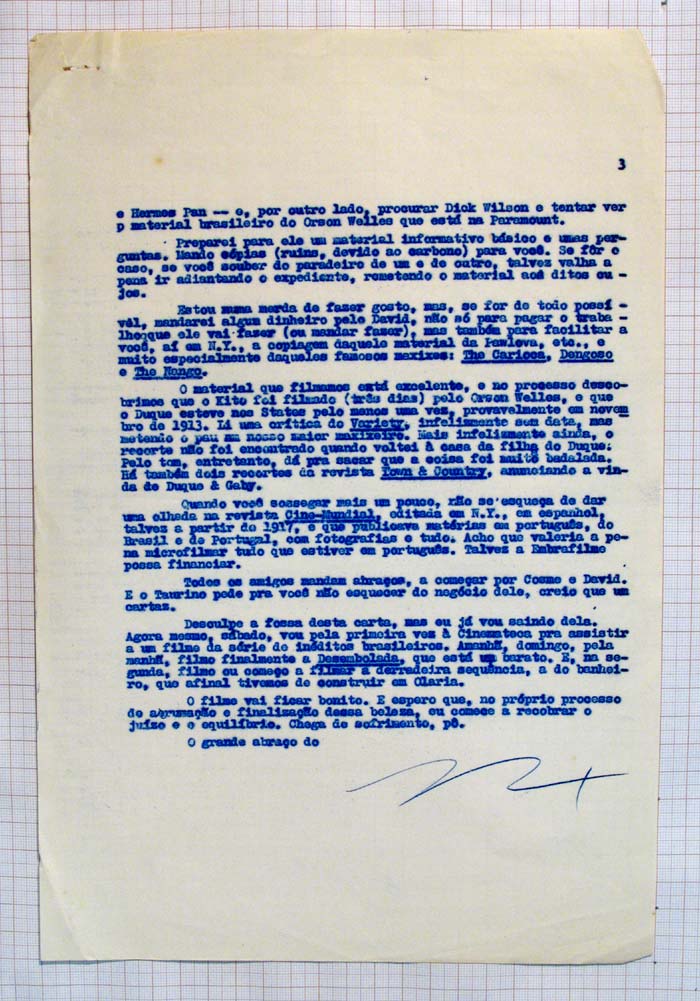 3
e Hermes Pan -- e, por outro lado, procurar Dick Wilson e tentar ver
p material brasileiro do Orson Welles que está na Paramount.
Preparei para ele um material informativo básico e umas per-
guntas. Mando cópias (ruins, devido ao carbono) para você. Se fôr o
caso, se você souber do paradeiro de um e de outro, talvez valha a
pena ir adiantando o expediente, remetendo o material aos ditos cu -
jos.
Estou numa merda de fazer gosto, mas, se for de todo possí -
vel, mandarei algum dinheiro pelo David, não só para pagar o traba -
lho que ele vai fazer (ou mandar fazer), mas também para facilitar a
você, aí em N.Y., a copiagem daquele material da Pawlova, etc., e
muito especialmente daqueles famosos maxixes: The Carioca, Dengoso
e The Kongo.
O material que filmamos está excelente, e no processo desco-
brimos que o Kito foi filmado (três dias) pelo Orson Welles, e que
o Duque esteve nos States pelo menos uma vez, provavelmente em novem
bro de 1913. Lí uma crítica do Variety, infelizmente sem data, mas
metendo o pau em nosso maior maxixeiro. Mais infelizmente ainda, o
recorte não foi encontrado quando voltei à casa da filha do Duque.
Pelo tom, entretanto, dá pra sacar que a coisa foi muito badalada.
Há também dois recortes da revista Town & Country, anunciando a vin-
da de Duque & Gaby.
Quando você sossegar mais um pouco, não se esqueça de dar
uma olhada na revista Cine-Mundial, editada em N.Y., em espanhol,
talvez a partir de 1917, e que publicava matérias em português, do
Brasil e de Portugal, com fotografias e tudo. Acho que valeria a pe-
na microfilmar tudo que estiver em português. Talvez a Embrafilme
possa financiar.
Todos os amigos mandam abraços, a começar por Cosme e David.
E o Taurino pede pra você não esquecer do negócio dele, creio que um
cartaz.
Desculpe a fossa desta carta, mas eu já vou saindo dela.
Agora mesmo, sábado, vou pela primeira vez à Cinemateca pra assistir
a um filme da série de inéditos brasileiros. Amanhã, domingo, pela
manhã, filmo finalmente a Desembolada, que está um barato. E, na se-
gunda, filmo ou começo a filmar a derradeira sequência, a do banhei-
ro, que afinal tivemos de construir em Olaria.
O filme vai ficar bonito. E espero que, no próprio processo
de arrumação e finalização dessa beleza, eu comece a recobrar o
juízo e o equilíbrio. Chega de sofrimento, pô.
O grande abraço do